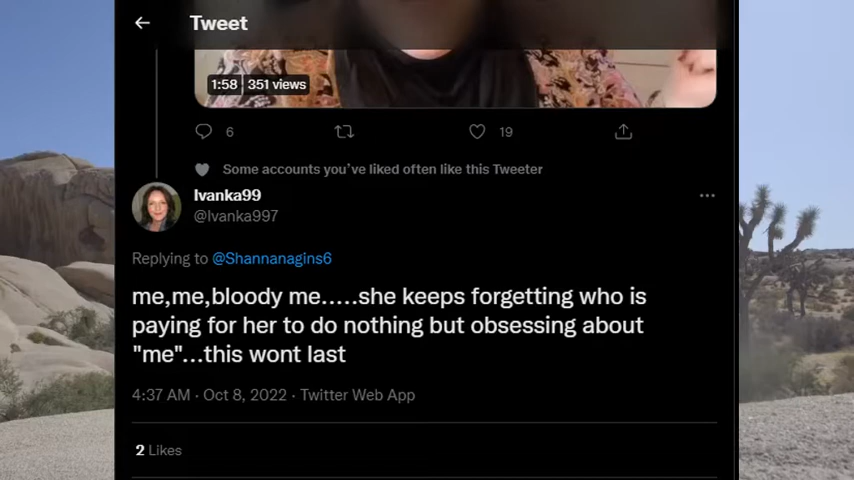 Tweet
1:58 351 views
6 19
Some accounts you've liked often like this Tweeter
Ivanka99
@Ivanka997
Replying to @Shannanagins6
me,me,bloody me.....she keeps forgetting who is
paying for her to do nothing but obsessing about
"me"...this wont last
4:37 AM · Oct 8, 2022 · Twitter Web App
2 Likes